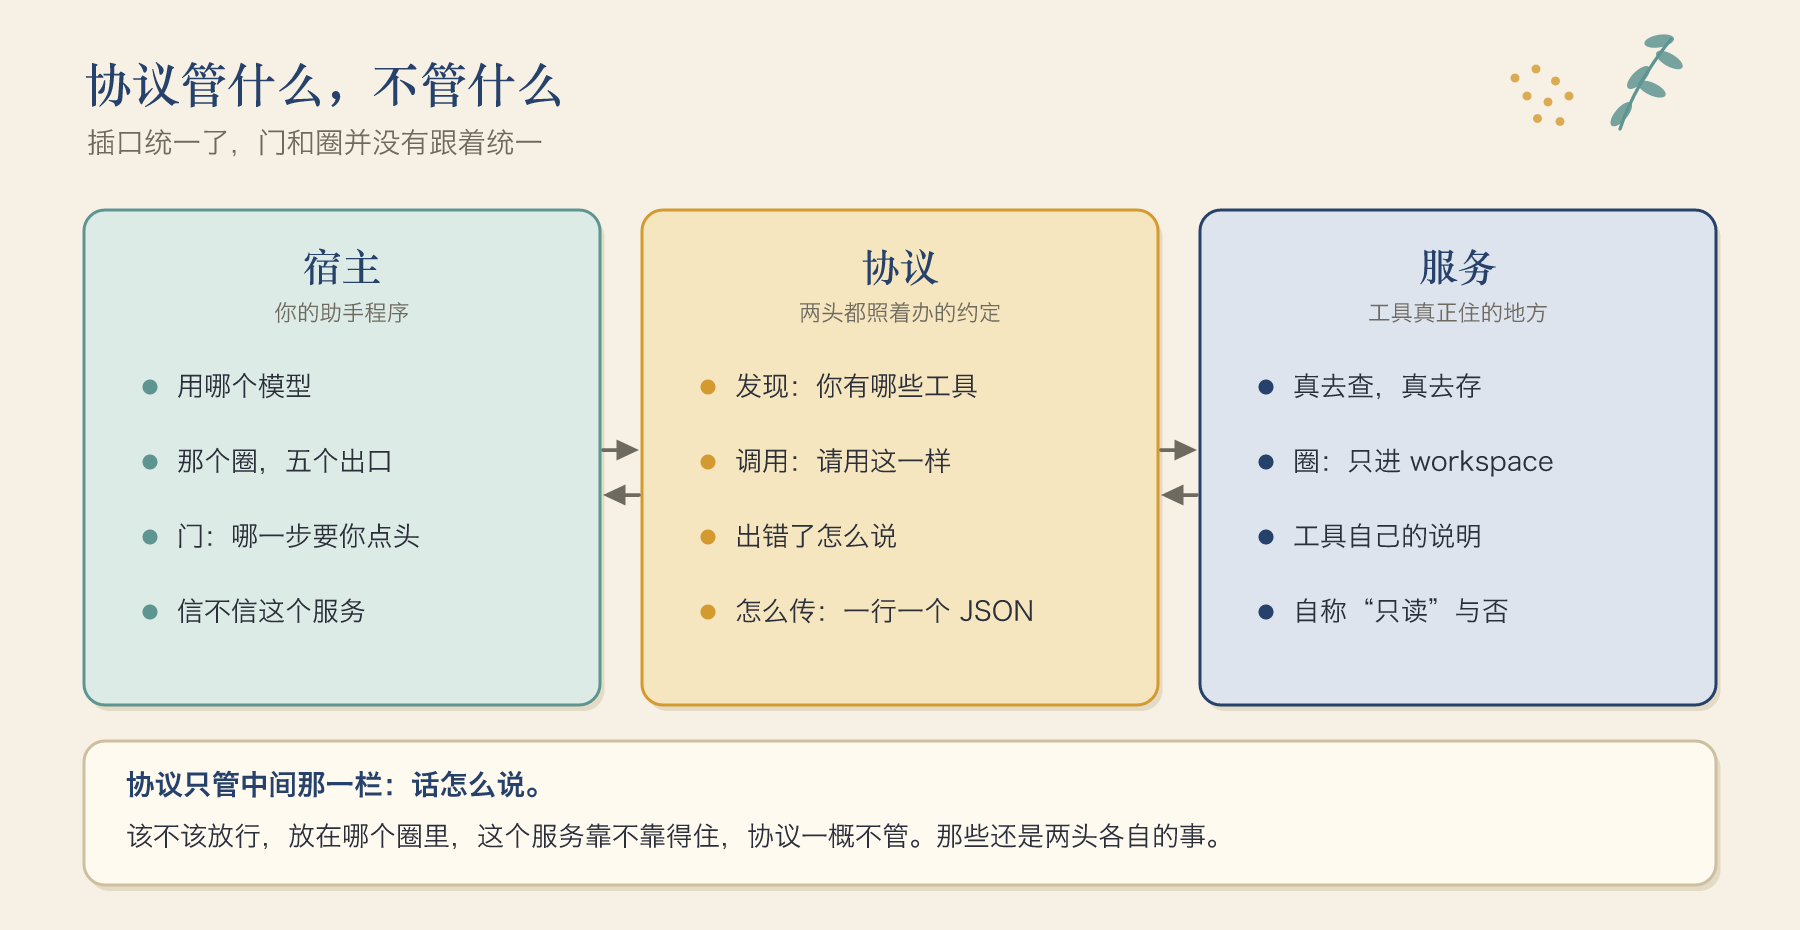 协议管什么，不管什么
插口统一了，门和圈并没有跟着统一
宿主
你的助手程序
用哪个模型
那个圈，五个出口
门：哪一步要你点头
信不信这个服务
协议
两头都照着办的约定
发现：你有哪些工具
调用：请用这一样
出错了怎么说
怎么传：一行一个 JSON
服务
工具真正住的地方
真去查，真去存
圈：只进 workspace
工具自己的说明
自称“只读”与否
协议只管中间那一栏：话怎么说。
该不该放行，放在哪个圈里，这个服务靠不靠得住，协议一概不管。那些还是两头各自的事。